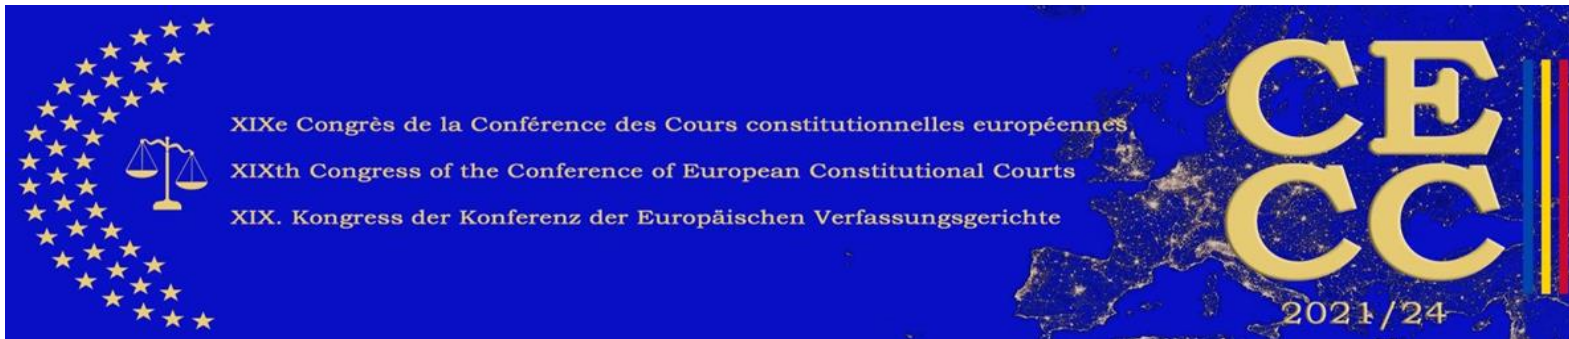 XIXe Congrès de la Conférence des Cours constitutionnelles européennes
XIXth Congress of the Conference of European Constitutional Courts
XIX. Kongress der Konferenz der Europäischen Verfassungsgerichte
CE
CC
2021/24